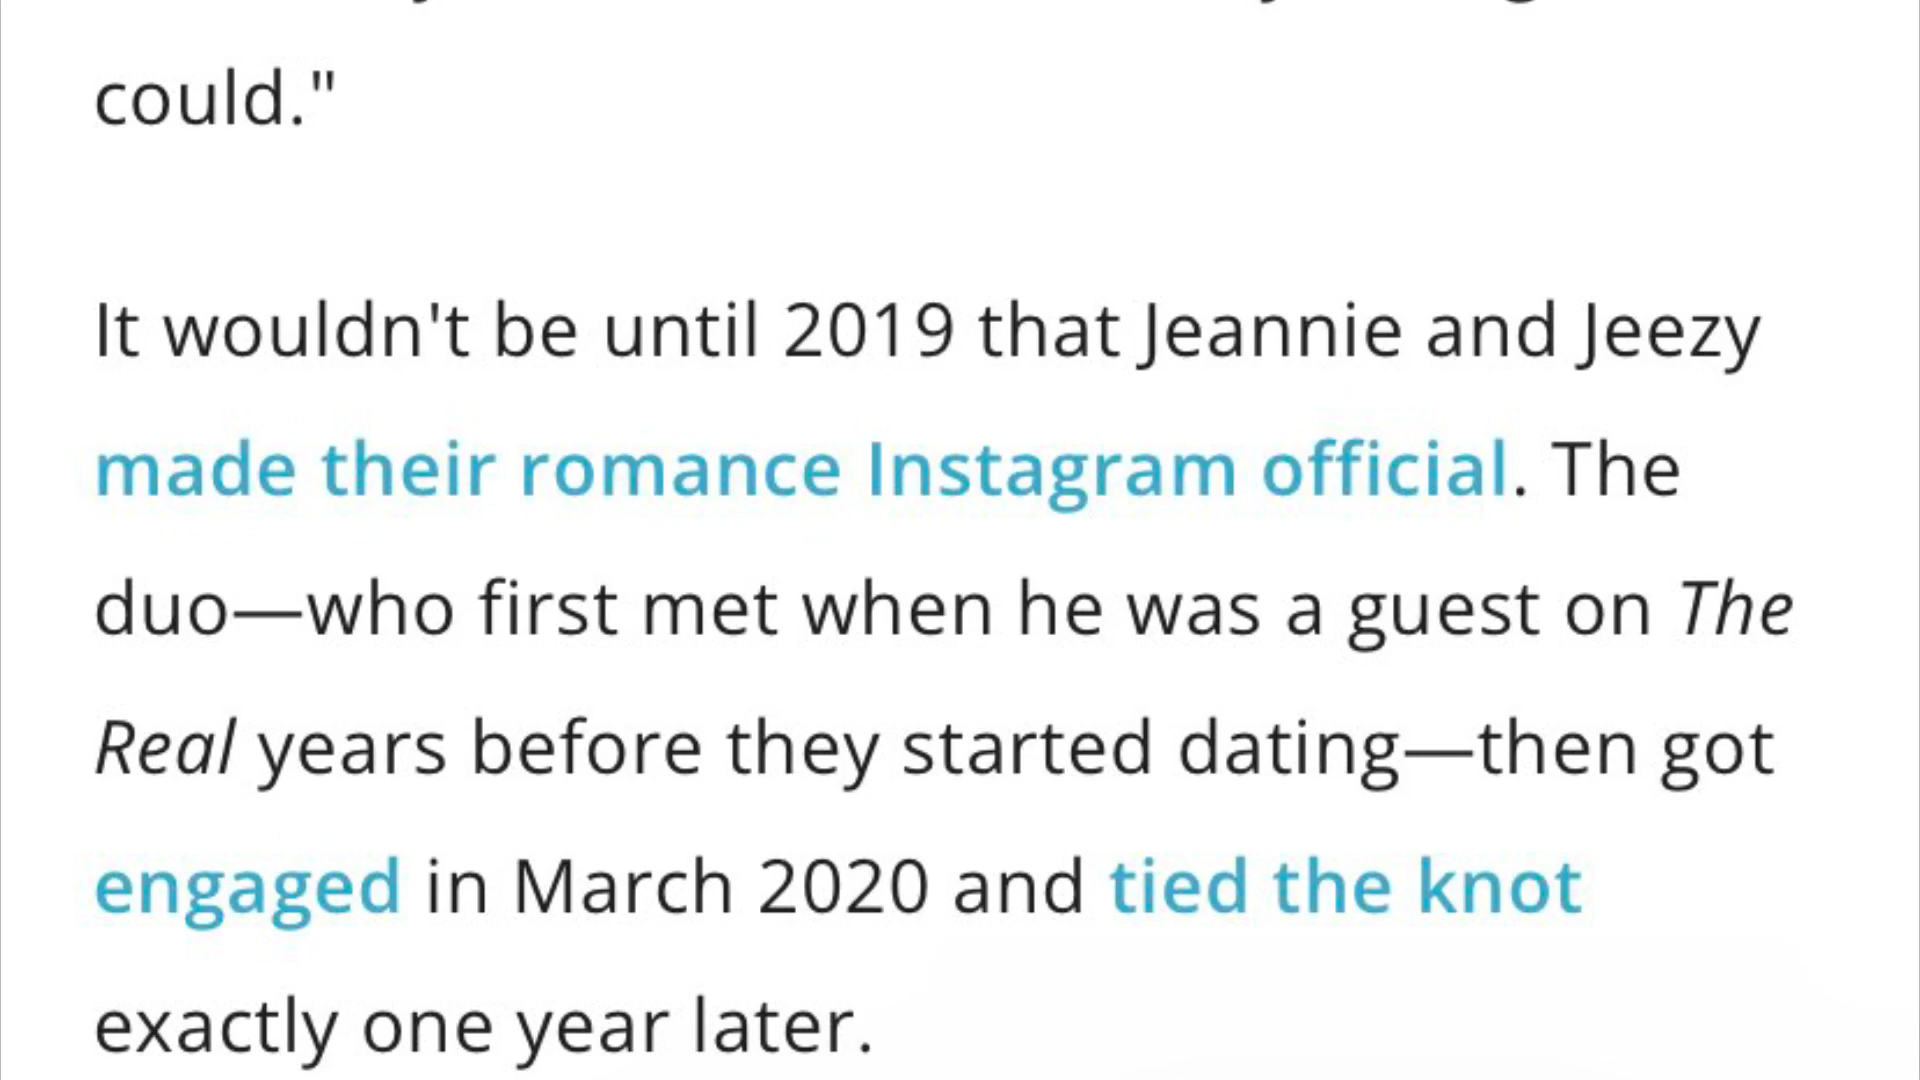 could."
It wouldn't be until 2019 that Jeannie and Jeezy
made their romance Instagram official. The
duo—who first met when he was a guest on The
Real years before they started dating—then got
engaged in March 2020 and tied the knot
exactly one year later.